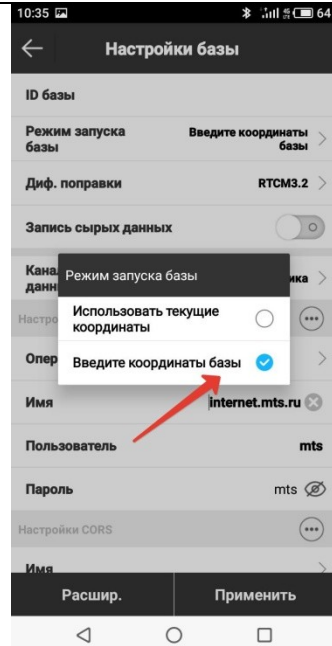 10:35 64
Настройки базы
ID базы
Режим запуска Введите координаты
базы базы
Диф. поправки RTCM3.2
Запись сырых данных
Режим запуска базы
Использовать текущие
координаты
Введите координаты базы
Имя internet.mts.ru
Пользователь mts
Пароль mts
Настройки CORS
Имя
Расшир. Применить